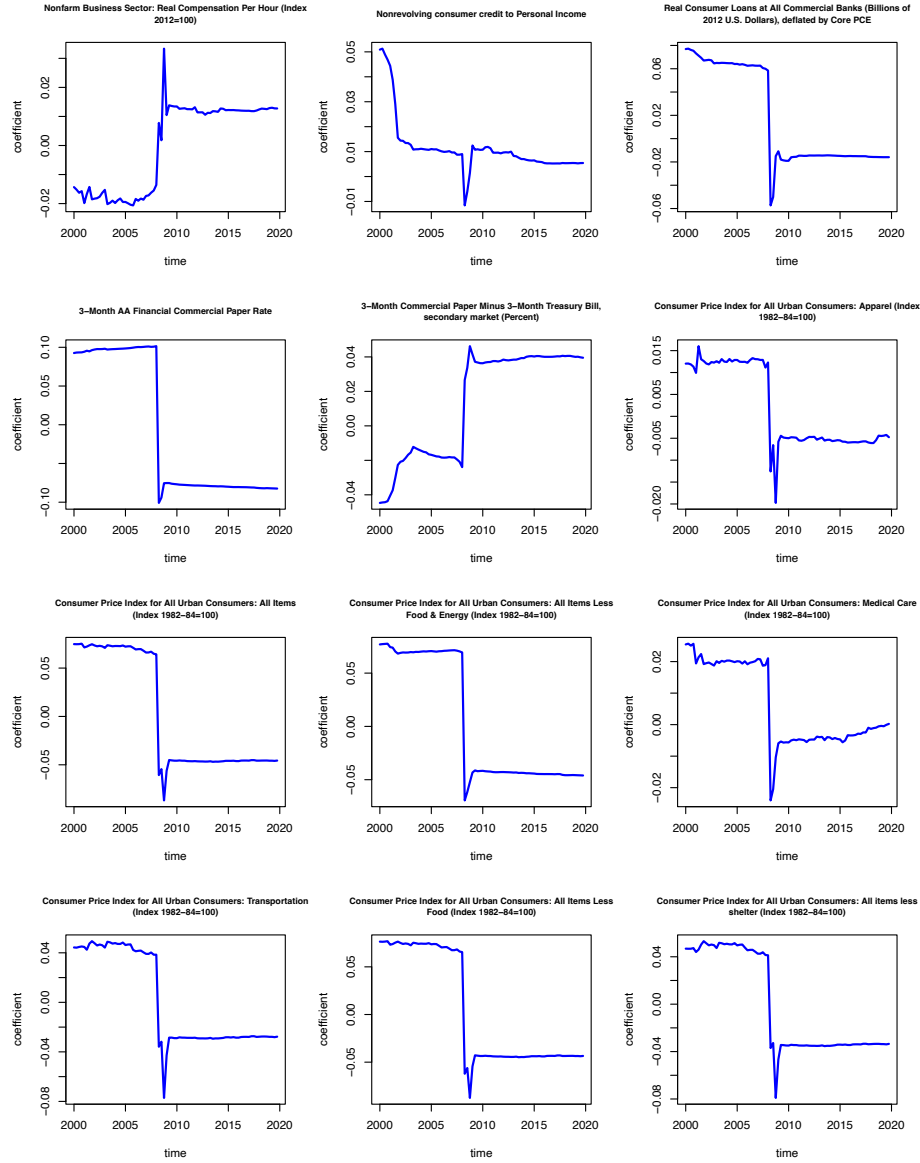 Nonfarm Business Sector: Real Compensation Per Hour (Index
2012=100)
coefficient
0.02
0.00
−0.02
2000 2005 2010 2015 2020
time
Nonrevolving consumer credit to Personal Income
coefficient
0.05
0.03
0.01
−0.01
2000 2005 2010 2015 2020
time
Real Consumer Loans at All Commercial Banks (Billions of
2012 U.S. Dollars), deflated by Core PCE
coefficient
0.06
0.02
−0.02
−0.06
2000 2005 2010 2015 2020
time
3−Month AA Financial Commercial Paper Rate
coefficient
0.10
0.00
−0.10
2000 2005 2010 2015 2020
time
3−Month Commercial Paper Minus 3−Month Treasury Bill,
secondary market (Percent)
coefficient
0.04
0.00
−0.04
2000 2005 2010 2015 2020
time
Consumer Price Index for All Urban Consumers: Apparel (Index
1982−84=100)
coefficient
0.015
0.005
−0.005
−0.020
2000 2005 2010 2015 2020
time
Consumer Price Index for All Urban Consumers: All Items
(Index 1982−84=100)
coefficient
0.05
0.00
−0.05
2000 2005 2010 2015 2020
time
Consumer Price Index for All Urban Consumers: All Items Less
Food & Energy (Index 1982−84=100)
coefficient
0.05
0.00
−0.05
2000 2005 2010 2015 2020
time
Consumer Price Index for All Urban Consumers: Medical Care
(Index 1982−84=100)
coefficient
0.02
0.00
−0.02
2000 2005 2010 2015 2020
time
Consumer Price Index for All Urban Consumers: Transportation
(Index 1982−84=100)
coefficient
0.04
0.00
−0.04
−0.08
2000 2005 2010 2015 2020
time
Consumer Price Index for All Urban Consumers: All Items Less
Food (Index 1982−84=100)
coefficient
0.05
0.00
−0.05
2000 2005 2010 2015 2020
time
Consumer Price Index for All Urban Consumers: All items less
shelter (Index 1982−84=100)
coefficient
0.04
0.00
−0.04
−0.08
2000 2005 2010 2015 2020
time